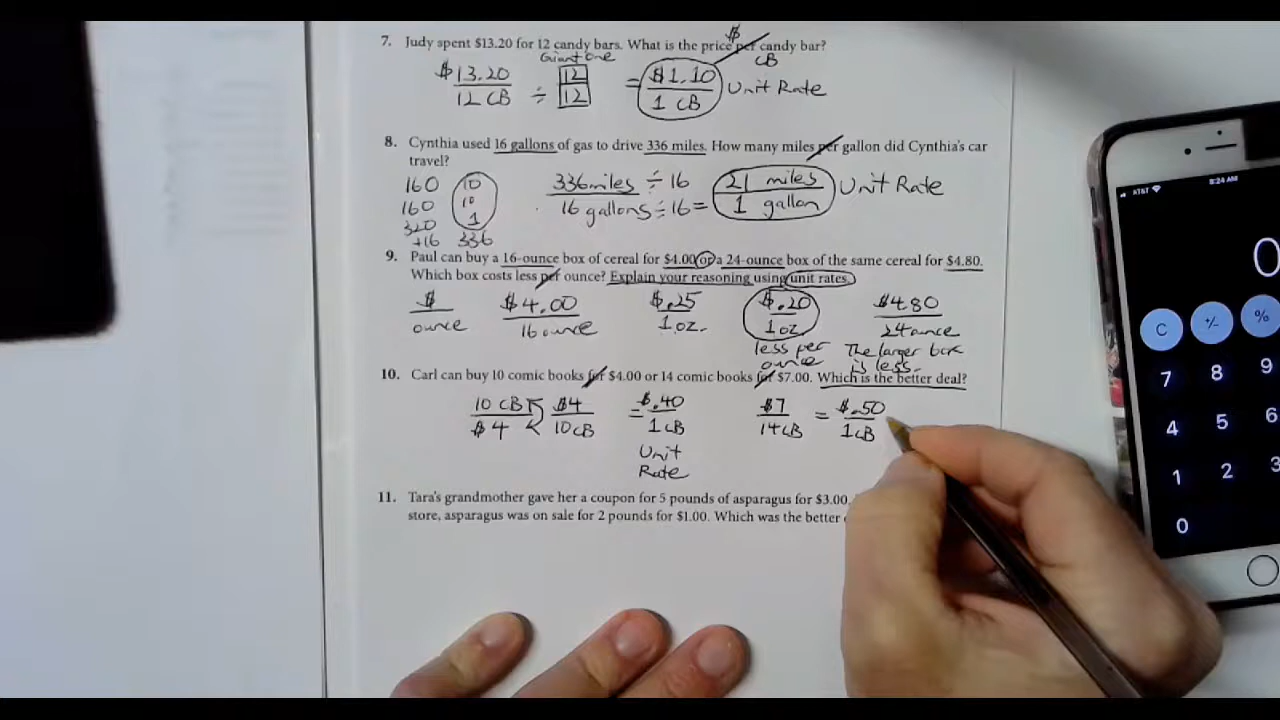 7. Judy spent $13.20 for 12 candy bars. What is the price per candy bar?
$ CB
Giant One
$13.20 / 12 CB ÷ 12 / 12 = $1.10 / 1 CB Unit Rate
8. Cynthia used 16 gallons of gas to drive 336 miles. How many miles per gallon did Cynthia's car
travel?
160 10
160 10
320 1
+16 336
336 miles ÷ 16 / 16 gallons ÷ 16 = 21 miles / 1 gallon Unit Rate
9. Paul can buy a 16-ounce box of cereal for $4.00 or a 24-ounce box of the same cereal for $4.80.
Which box costs less per ounce? Explain your reasoning using unit rates.
$ / ounce $4.00 / 16 ounce $.25 / 1 oz. $.20 / 1 oz $4.80 / 24 ounce
less per ounce
The larger box is less.
10. Carl can buy 10 comic books for $4.00 or 14 comic books for $7.00. Which is the better deal?
10 CB / $4 $4 / 10 CB = $.40 / 1 CB $7 / 14 CB = $.50 / 1 CB
Unit
Rate
11. Tara's grandmother gave her a coupon for 5 pounds of asparagus for $3.00.
store, asparagus was on sale for 2 pounds for $1.00. Which was the better
AT&T 8:24 AM
0
C +/- %
7 8 9
4 5 6
1 2 3
0